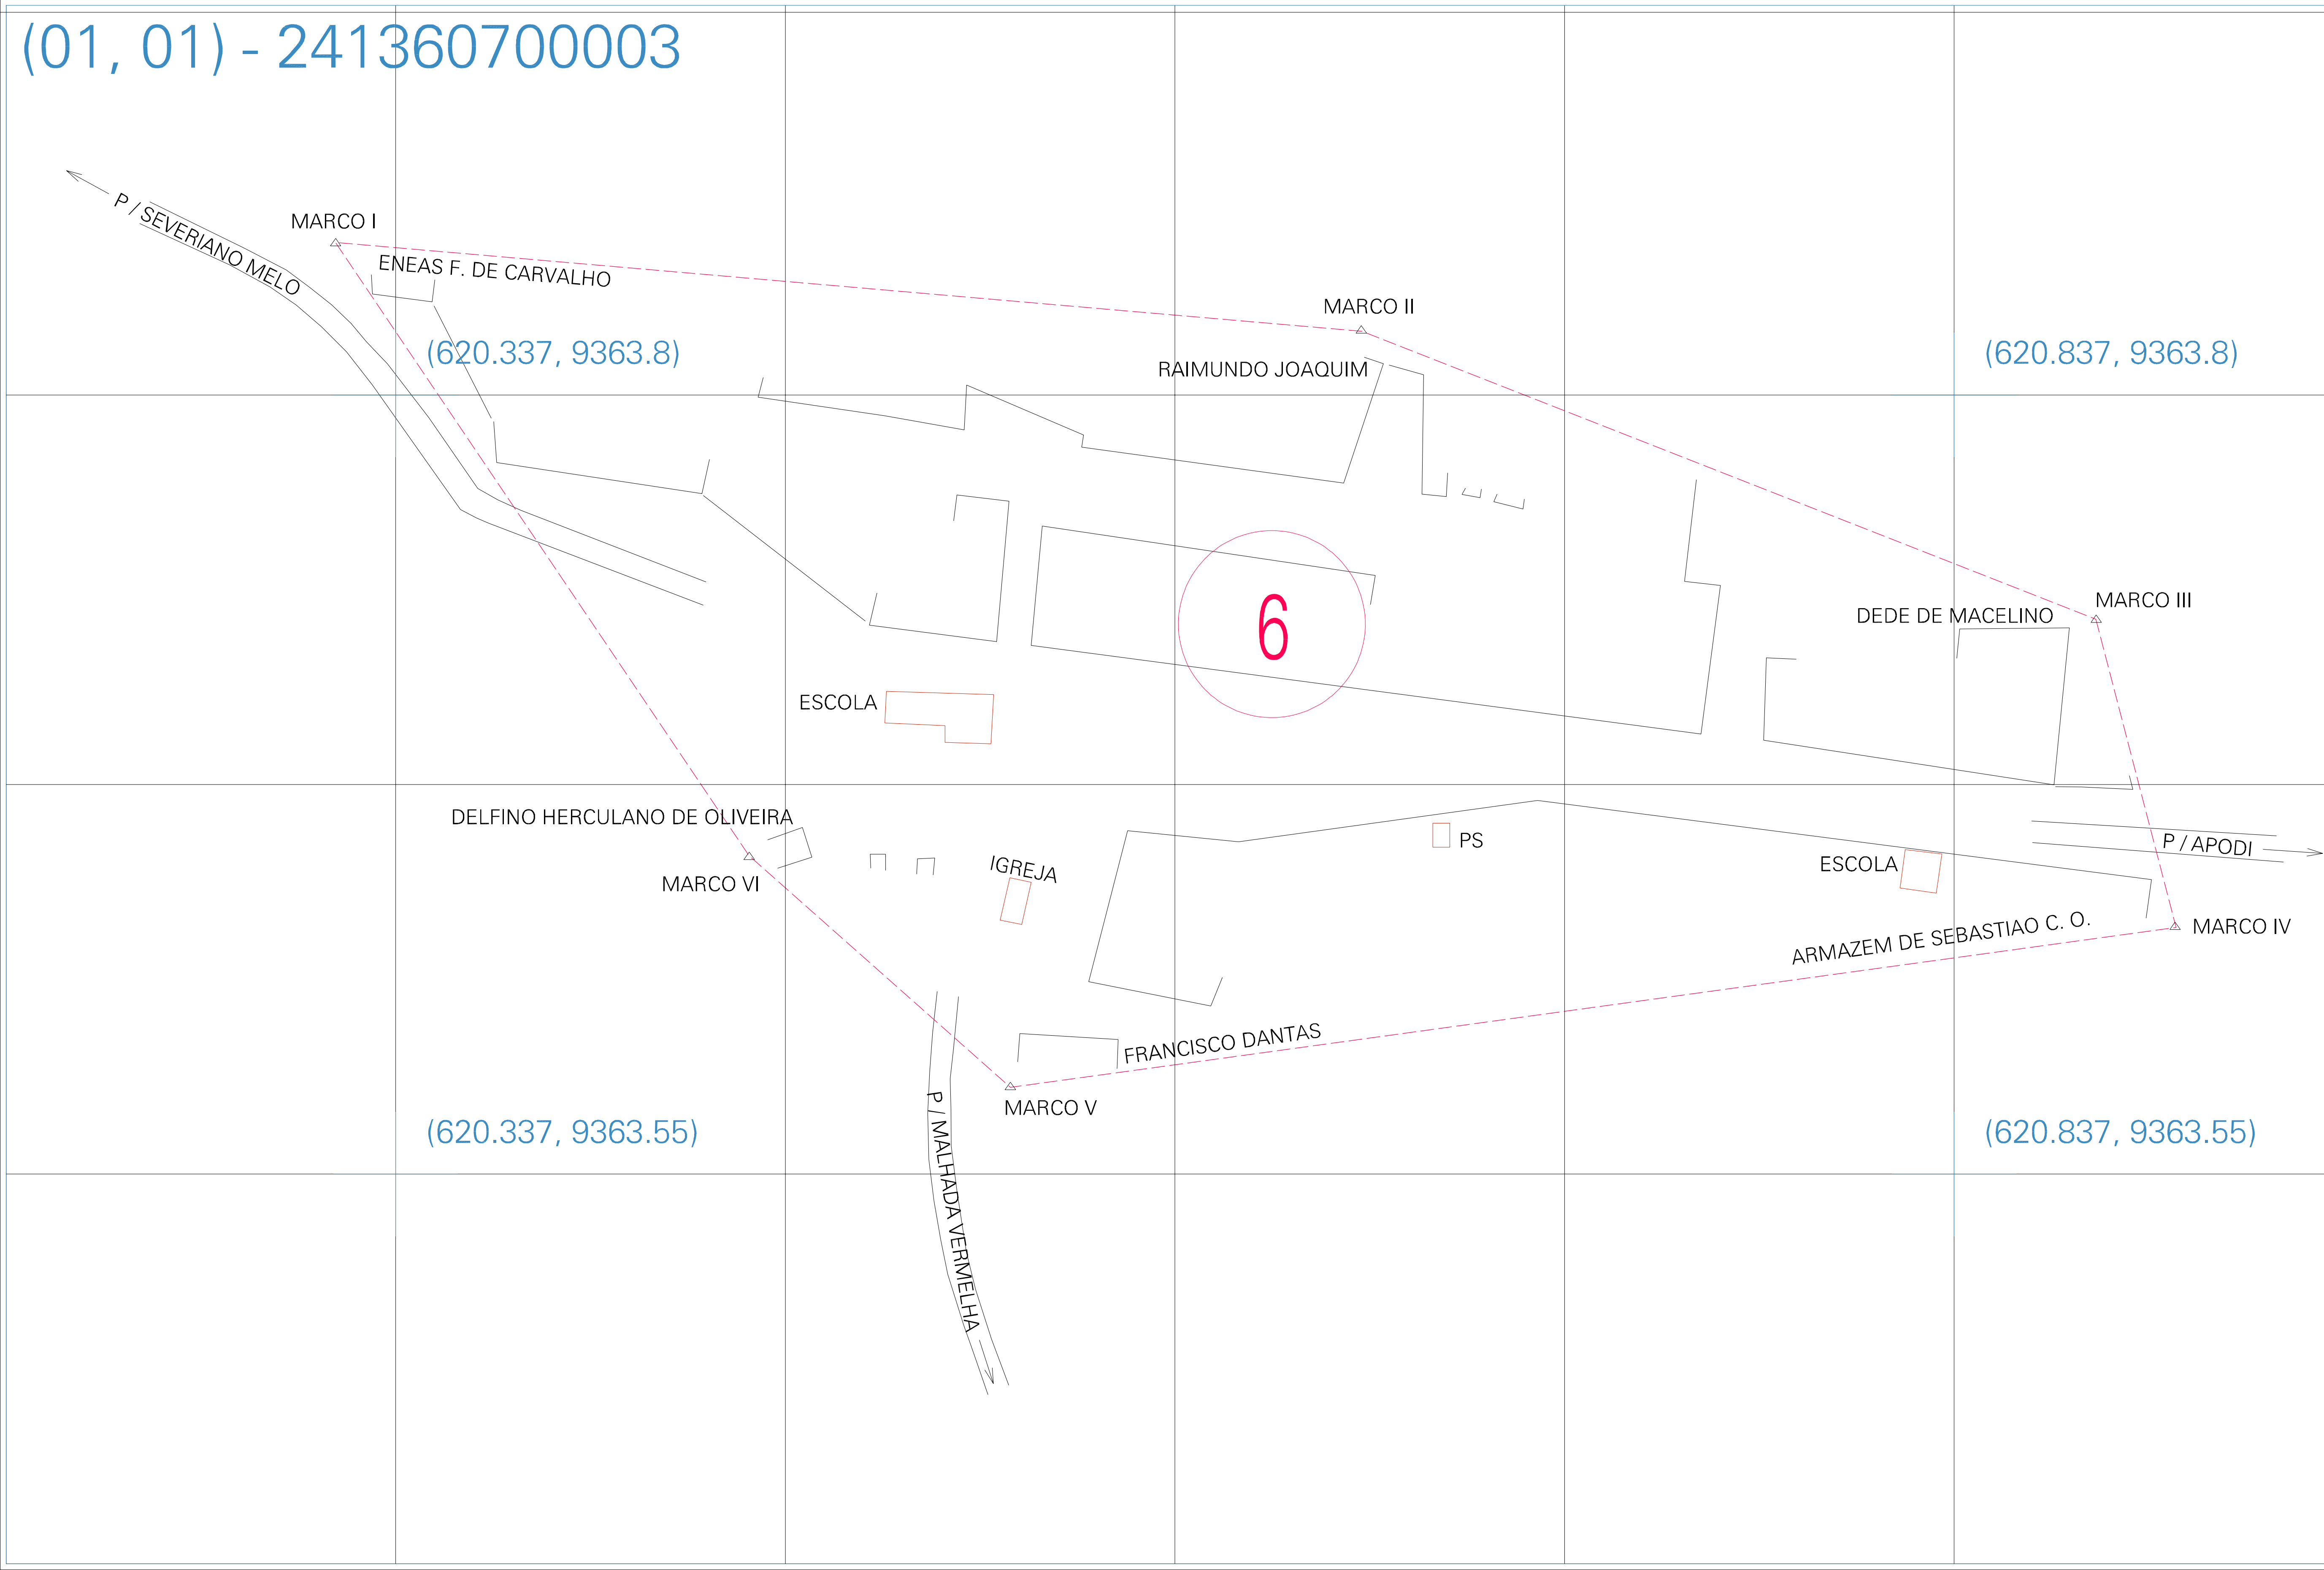 (01, 01) - 241360700003
P / SEVERIANO MELO
MARCO I
ENEAS F. DE CARVALHO
MARCO II
(620.337, 9363.8)
(620.837, 9363.8)
RAIMUNDO JOAQUIM
MARCO III
DEDE DE MACELINO
6
ESCOLA
DELFINO HERCULANO DE OLIVEIRA
PS
P / APODI
ESCOLA
IGREJA
MARCO VI
ARMAZEM DE SEBASTIAO C. O.
MARCO IV
FRANCISCO DANTAS
MARCO V
(620.337, 9363.55)
(620.837, 9363.55)
P / MALHADA VERMELHA